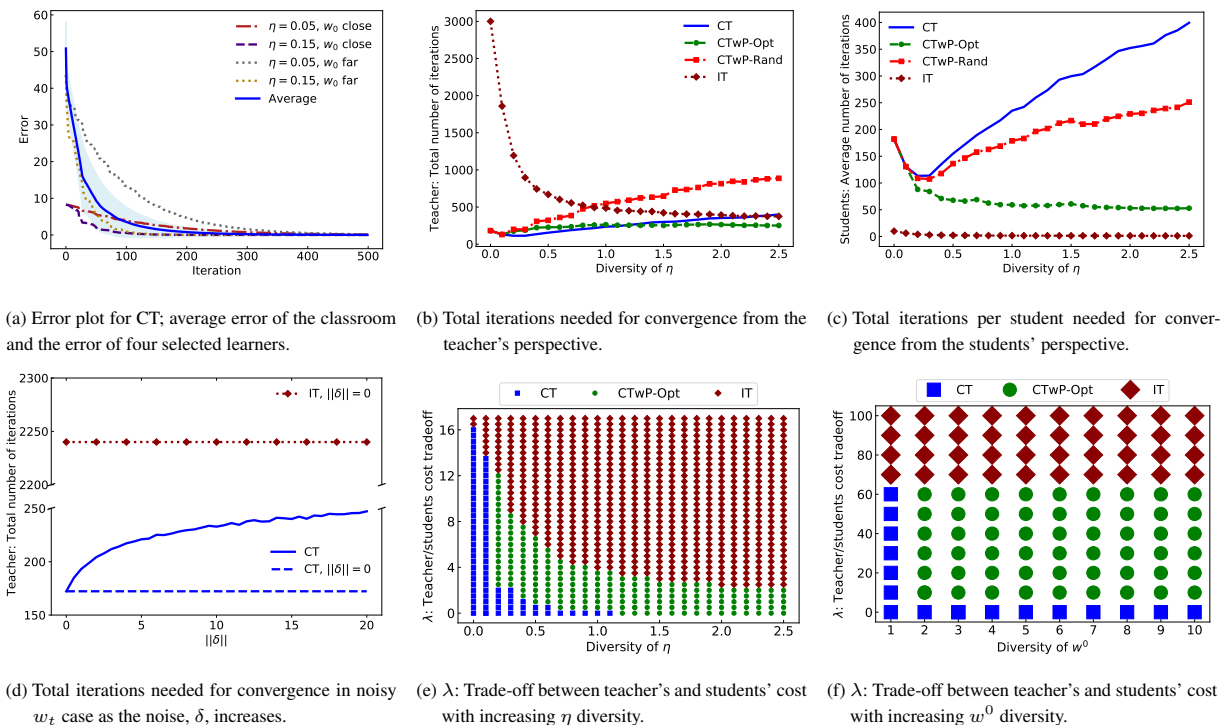 60
50
40
30
20
10
0
Error
0 100 200 300 400 500
Iteration
η = 0.05, w₀ close
η = 0.15, w₀ close
η = 0.05, w₀ far
η = 0.15, w₀ far
Average
3000
2500
2000
1500
1000
500
0
Teacher: Total number of iterations
0.0 0.5 1.0 1.5 2.0 2.5
Diversity of η
CT
CTwP-Opt
CTwP-Rand
IT
400
350
300
250
200
150
100
50
0
Students: Average number of iterations
0.0 0.5 1.0 1.5 2.0 2.5
Diversity of η
CT
CTwP-Opt
CTwP-Rand
IT
(a) Error plot for CT; average error of the classroom
and the error of four selected learners.
(b) Total iterations needed for convergence from the
teacher's perspective.
(c) Total iterations per student needed for conver-
gence from the students' perspective.
2300
2250
2200
250
200
150
Teacher: Total number of iterations
IT, ||δ|| = 0
CT
CT, ||δ|| = 0
0 5 10 15 20
||δ||
CT CTwP-Opt IT
16
12
8
4
0
λ: Teacher/students cost tradeoff
0.0 0.5 1.0 1.5 2.0 2.5
Diversity of η
CT CTwP-Opt IT
100
80
60
40
20
0
λ: Teacher/students cost tradeoff
1 2 3 4 5 6 7 8 9 10
Diversity of w⁰
(d) Total iterations needed for convergence in noisy
wₜ case as the noise, δ, increases.
(e) λ: Trade-off between teacher's and students' cost
with increasing η diversity.
(f) λ: Trade-off between teacher's and students' cost
with increasing w⁰ diversity.